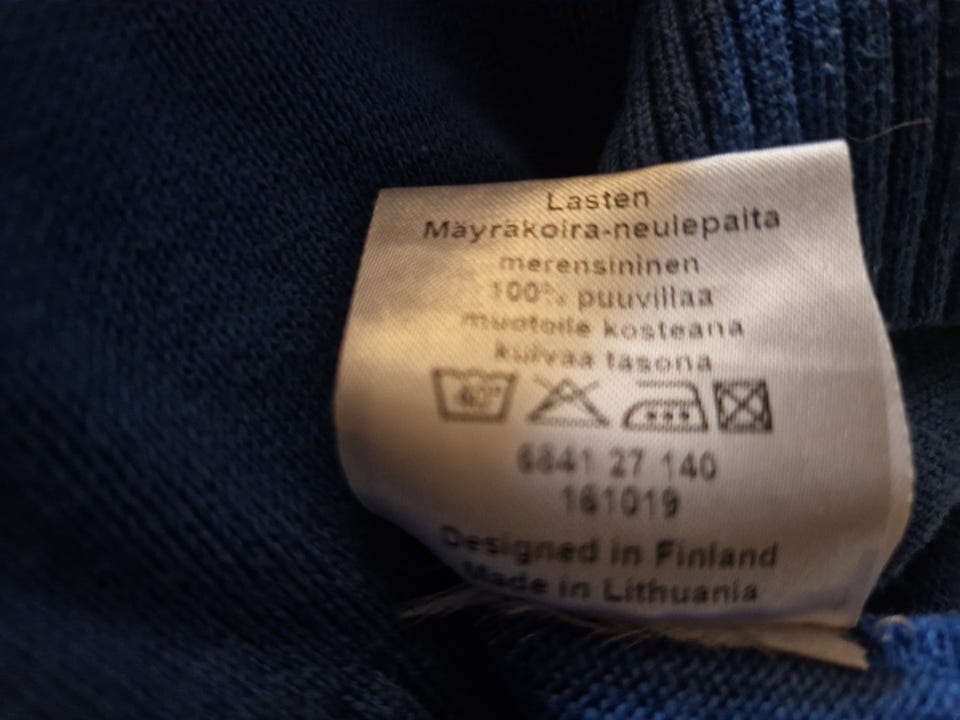 Lasten
Mäyräkoira-neulepaita
merensininen
100% puuvillaa
muotoile kosteana
kuivaa tasona
40°
6841 27 140
161019
Designed in Finland
Made in Lithuania